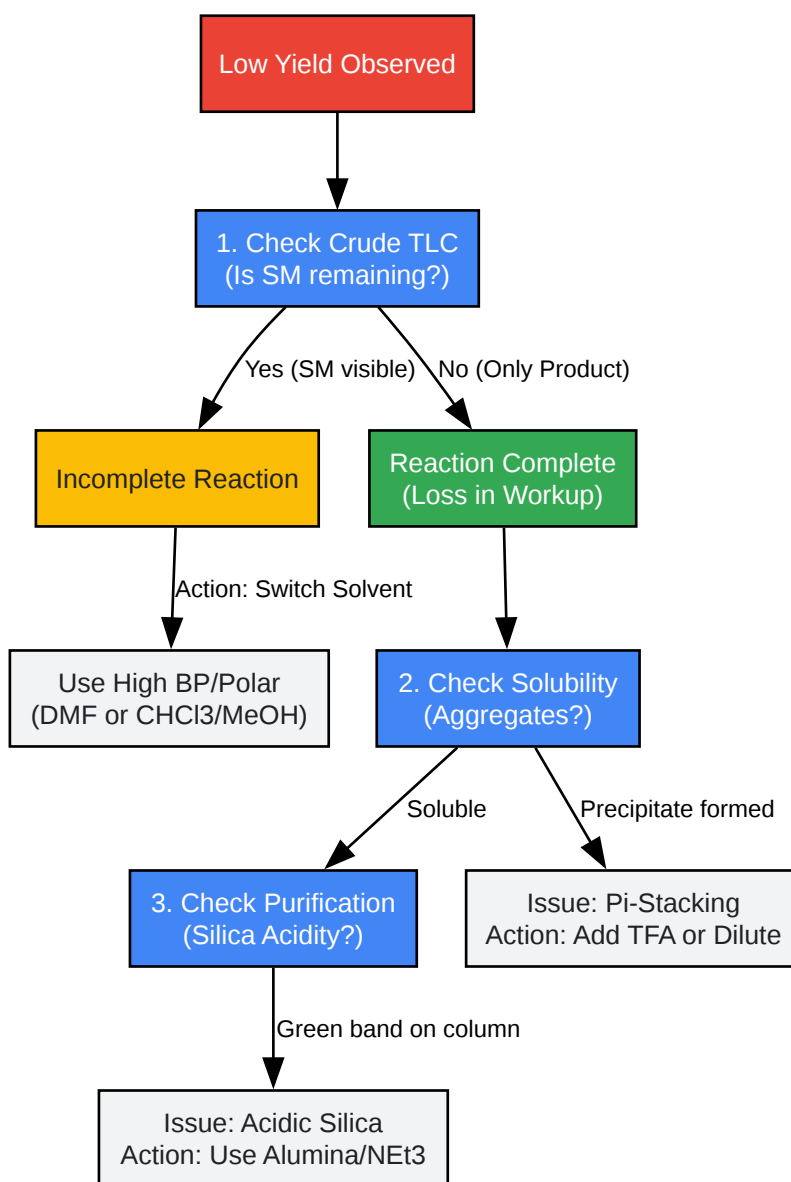 Low Yield Observed
1. Check Crude TLC
(Is SM remaining?)
Yes (SM visible)
No (Only Product)
Incomplete Reaction
Reaction Complete
(Loss in Workup)
Action: Switch Solvent
Use High BP/Polar
(DMF or CHCl3/MeOH)
2. Check Solubility
(Aggregates?)
Soluble
Precipitate formed
3. Check Purification
(Silica Acidity?)
Issue: Pi-Stacking
Action: Add TFA or Dilute
Green band on column
Issue: Acidic Silica
Action: Use Alumina/NEt3